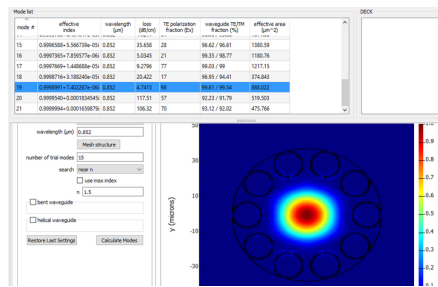 Mode list
DECK
mode # effective index wavelength (µm) loss (dB/cm) TE polarization fraction (Ex) waveguide TE/TM fraction (%) effective area (µm^2)
15 0.9996588+5.566739e-05i 0.852 35.658 28 96.62 / 96.61 1380.59
16 0.9997365+7.859577e-06i 0.852 5.0345 21 99.35 / 98.77 1180.76
17 0.9997669+1.448688e-05i 0.852 9.2796 77 99.03 / 99 1217.15
18 0.9998716+3.188240e-05i 0.852 20.422 17 96.95 / 94.41 374.843
19 0.9998991+7.402267e-06i 0.852 4.7415 98 99.61 / 99.54 888.022
20 0.9999540+0.0001834545i 0.852 117.51 57 92.23 / 91.79 519.503
21 0.9999994+0.0001659879i 0.852 106.32 70 93.12 / 92.02 475.766
wavelength (µm) 0.852
Mesh structure
number of trial modes 15
search near n
use max index
n 1.5
bent waveguide
helical waveguide
Restore Last Settings Calculate Modes
y (microns)
50
30
10
-10
-30
0.9
0.8
0.7
0.6
0.5
0.4
0.3
0.2
0.1